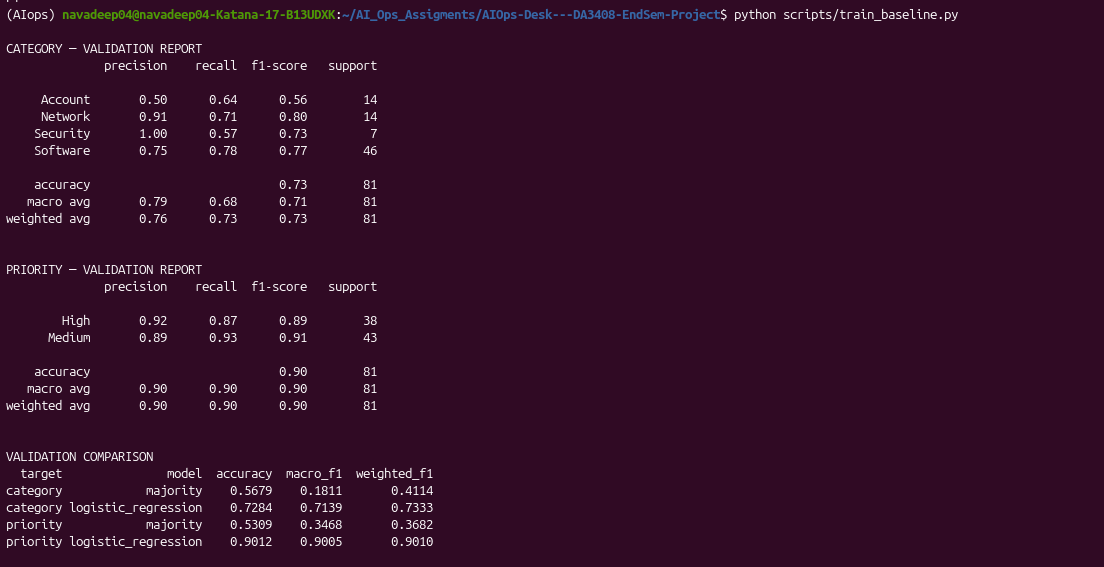 (AIops) navadeep04@navadeep04-Katana-17-B13UDXK:~/AI_Ops_Assigments/AIOps-Desk---DA3408-EndSem-Project$ python scripts/train_baseline.py
CATEGORY — VALIDATION REPORT
precision recall f1-score support
Account 0.50 0.64 0.56 14
Network 0.91 0.71 0.80 14
Security 1.00 0.57 0.73 7
Software 0.75 0.78 0.77 46
accuracy 0.73 81
macro avg 0.79 0.68 0.71 81
weighted avg 0.76 0.73 0.73 81
PRIORITY — VALIDATION REPORT
precision recall f1-score support
High 0.92 0.87 0.89 38
Medium 0.89 0.93 0.91 43
accuracy 0.90 81
macro avg 0.90 0.90 0.90 81
weighted avg 0.90 0.90 0.90 81
VALIDATION COMPARISON
target model accuracy macro_f1 weighted_f1
category majority 0.5679 0.1811 0.4114
category logistic_regression 0.7284 0.7139 0.7333
priority majority 0.5309 0.3468 0.3682
priority logistic_regression 0.9012 0.9005 0.9010